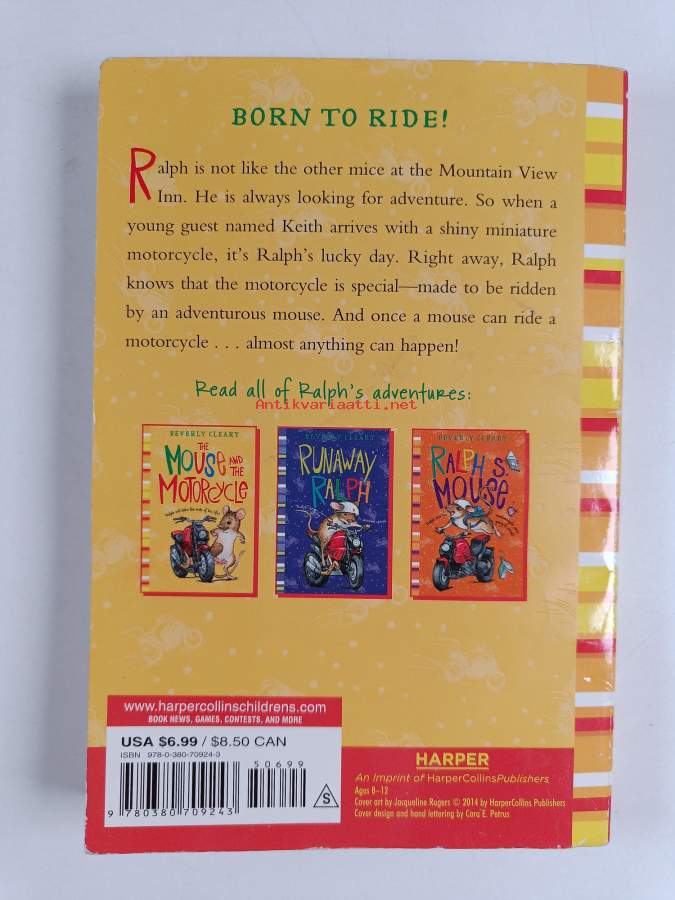 BORN TO RIDE!
Ralph is not like the other mice at the Mountain View
Inn. He is always looking for adventure. So when a
young guest named Keith arrives with a shiny miniature
motorcycle, it's Ralph's lucky day. Right away, Ralph
knows that the motorcycle is special—made to be ridden
by an adventurous mouse. And once a mouse can ride a
motorcycle . . . almost anything can happen!
Read all of Ralph's adventures:
Antikvariaatti.net
BEVERLY CLEARY
THE
MOUSE AND
THE
MOTORCYCLE
BEVERLY CLEARY
RUNAWAY
RALPH
BEVERLY CLEARY
RALPH S.
MOUSE
www.harpercollinschildrens.com
BOOK NEWS, GAMES, CONTESTS, AND MORE
USA $6.99 / $8.50 CAN
ISBN 978-0-380-70924-3
50699
S
9 780380 709243
HARPER
An Imprint of HarperCollinsPublishers
Ages 8–12
Cover art by Jacqueline Rogers © 2014 by HarperCollins Publishers
Cover design and hand lettering by Cara E. Petrus